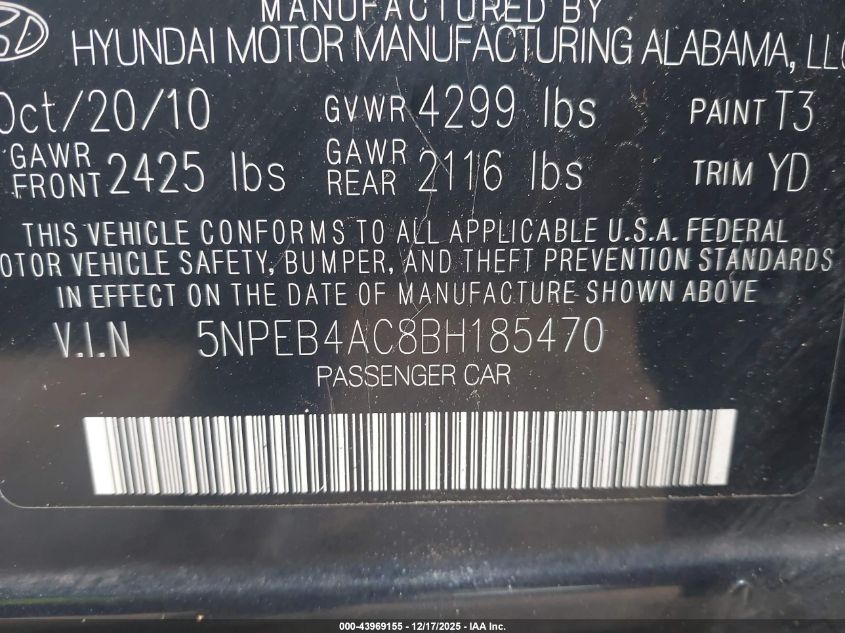 MANUFACTURED BY
HYUNDAI MOTOR MANUFACTURING ALABAMA, LLC
Oct/20/10 GVWR 4299 lbs PAINT T3
GAWR FRONT 2425 lbs GAWR REAR 2116 lbs TRIM YD
THIS VEHICLE CONFORMS TO ALL APPLICABLE U.S.A. FEDERAL
MOTOR VEHICLE SAFETY, BUMPER, AND THEFT PREVENTION STANDARDS
IN EFFECT ON THE DATE OF MANUFACTURE SHOWN ABOVE
V.I.N 5NPEB4AC8BH185470
PASSENGER CAR
000-43969155 - 12/17/2025 - IAA Inc.